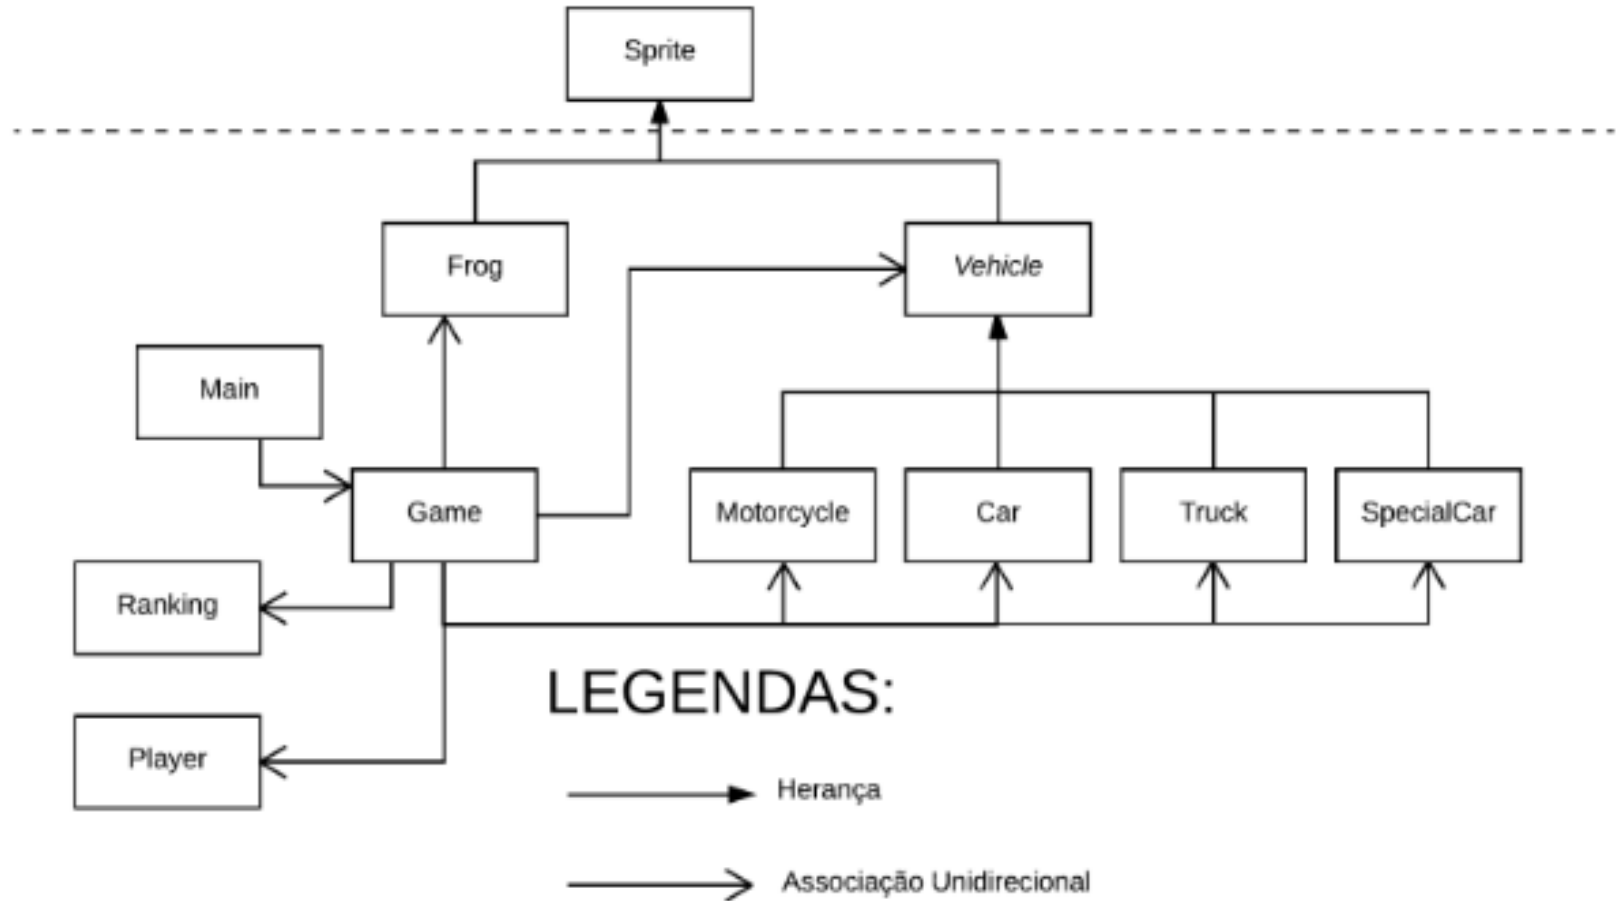 Sprite
Frog
Vehicle
Main
Game
Motorcycle
Car
Truck
SpecialCar
Ranking
Player
LEGENDAS:
Herança
Associação Unidirecional